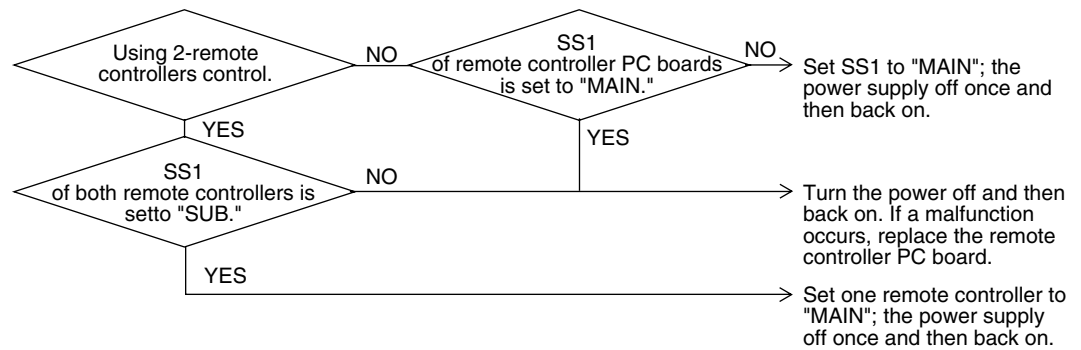 Using 2-remote
controllers control.
NO
SS1
of remote controller PC boards
is set to "MAIN."
NO
Set SS1 to "MAIN"; the
power supply off once and
then back on.
YES
YES
SS1
of both remote controllers is
setto "SUB."
NO
Turn the power off and then
back on. If a malfunction
occurs, replace the remote
controller PC board.
YES
Set one remote controller to
"MAIN"; the power supply
off once and then back on.